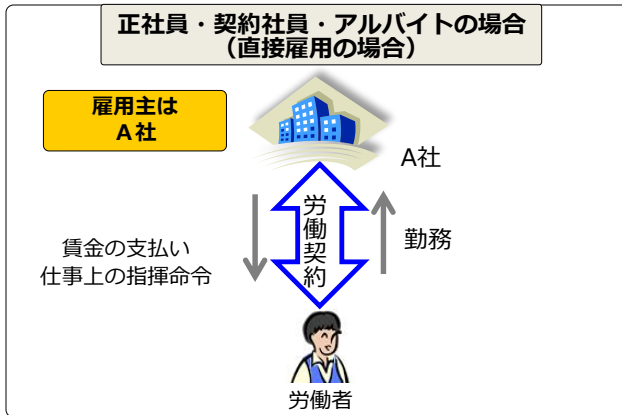 正社員・契約社員・アルバイトの場合
（直接雇用の場合）
雇用主は
A社
A社
労働契約
賃金の支払い
仕事上の指揮命令
勤務
労働者